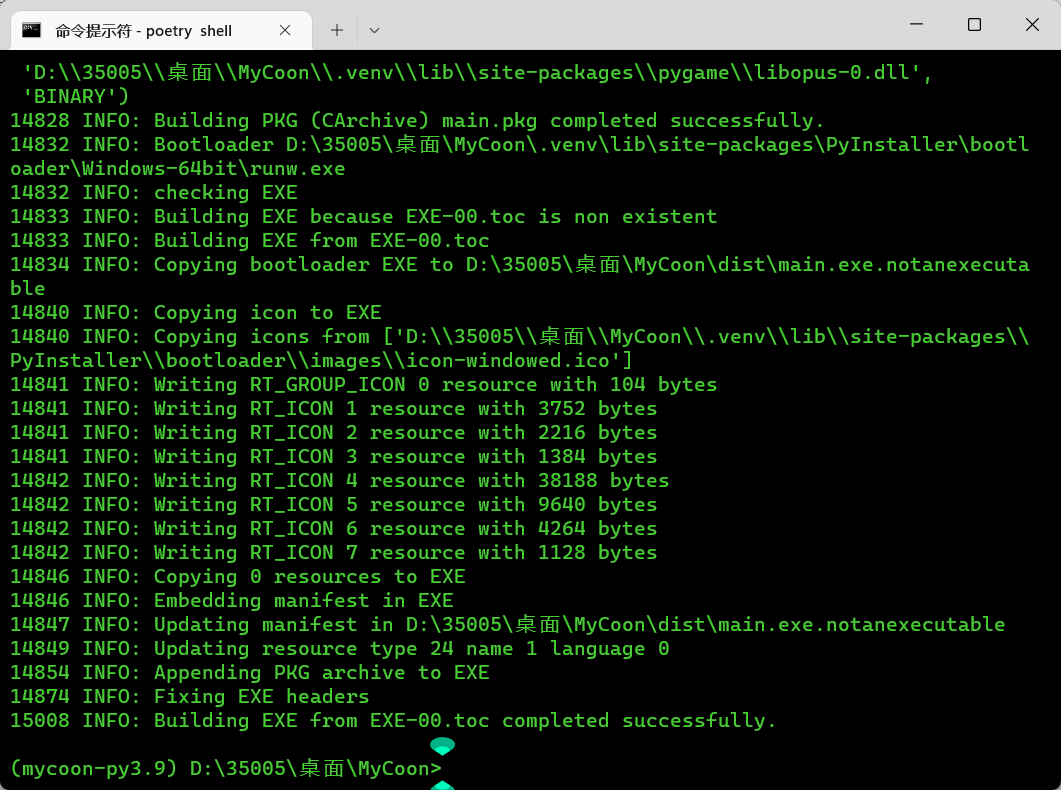 命令提示符 - poetry  shell
 'D:\\35005\\桌面\\MyCoon\\.venv\\lib\\site-packages\\pygame\\libopus-0.dll',
 'BINARY')
14828 INFO: Building PKG (CArchive) main.pkg completed successfully.
14832 INFO: Bootloader D:\35005\桌面\MyCoon\.venv\lib\site-packages\PyInstaller\bootl
oader\Windows-64bit\runw.exe
14832 INFO: checking EXE
14833 INFO: Building EXE because EXE-00.toc is non existent
14833 INFO: Building EXE from EXE-00.toc
14834 INFO: Copying bootloader EXE to D:\35005\桌面\MyCoon\dist\main.exe.notanexecuta
ble
14840 INFO: Copying icon to EXE
14840 INFO: Copying icons from ['D:\\35005\\桌面\\MyCoon\\.venv\\lib\\site-packages\\
PyInstaller\\bootloader\\images\\icon-windowed.ico']
14841 INFO: Writing RT_GROUP_ICON 0 resource with 104 bytes
14841 INFO: Writing RT_ICON 1 resource with 3752 bytes
14841 INFO: Writing RT_ICON 2 resource with 2216 bytes
14841 INFO: Writing RT_ICON 3 resource with 1384 bytes
14842 INFO: Writing RT_ICON 4 resource with 38188 bytes
14842 INFO: Writing RT_ICON 5 resource with 9640 bytes
14842 INFO: Writing RT_ICON 6 resource with 4264 bytes
14842 INFO: Writing RT_ICON 7 resource with 1128 bytes
14846 INFO: Copying 0 resources to EXE
14846 INFO: Embedding manifest in EXE
14847 INFO: Updating manifest in D:\35005\桌面\MyCoon\dist\main.exe.notanexecutable
14849 INFO: Updating resource type 24 name 1 language 0
14854 INFO: Appending PKG archive to EXE
14874 INFO: Fixing EXE headers
15008 INFO: Building EXE from EXE-00.toc completed successfully.
(mycoon-py3.9) D:\35005\桌面\MyCoon>